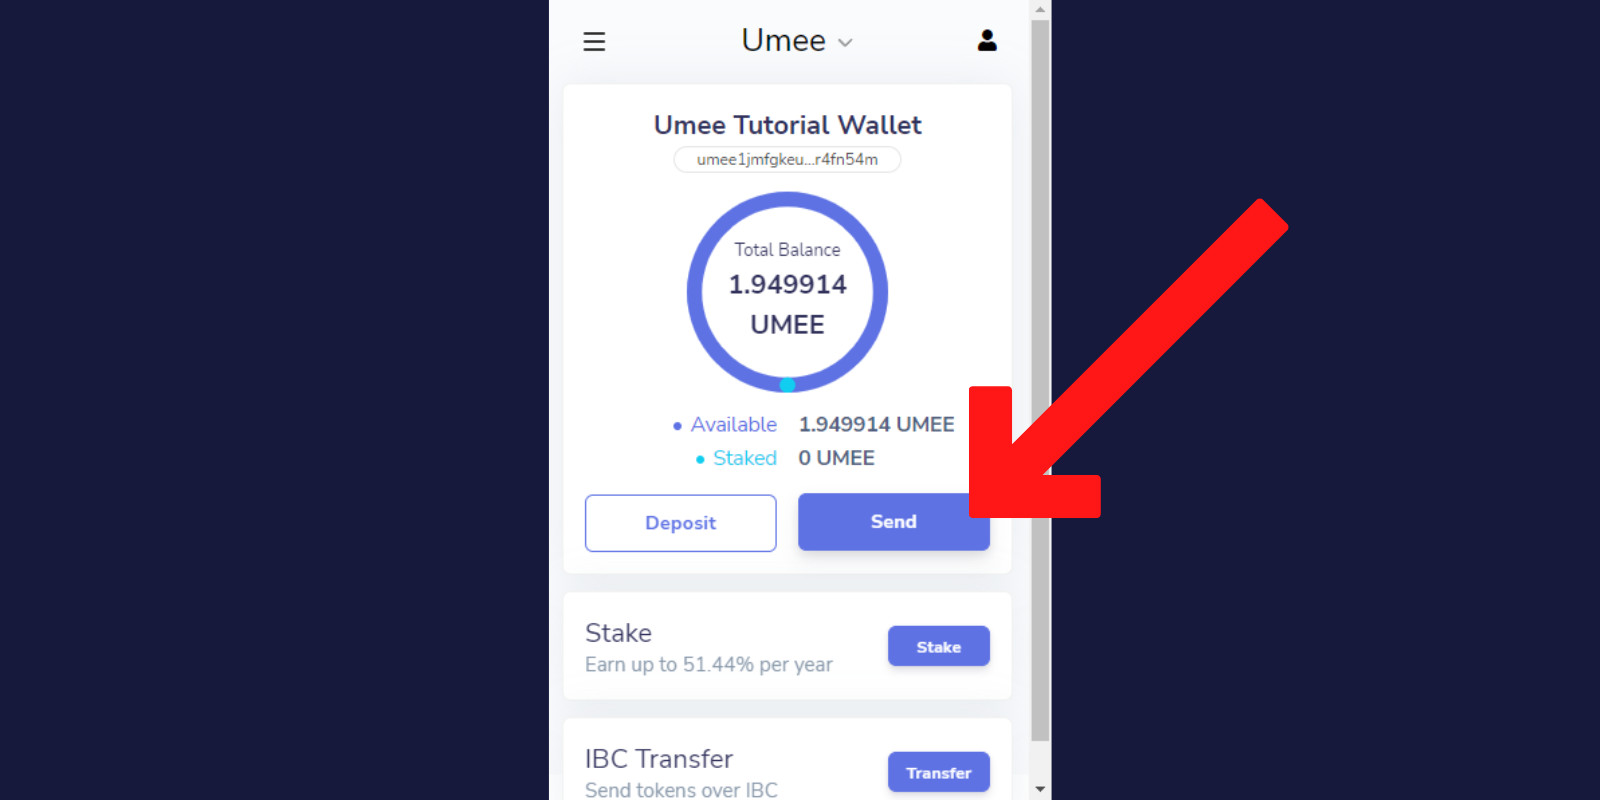 Umee
Umee Tutorial Wallet
umee1jmfgkeu...r4fn54m
Total Balance
1.949914
UMEE
Available 1.949914 UMEE
Staked 0 UMEE
Deposit Send
Stake
Earn up to 51.44% per year
Stake
IBC Transfer
Send tokens over IBC
Transfer